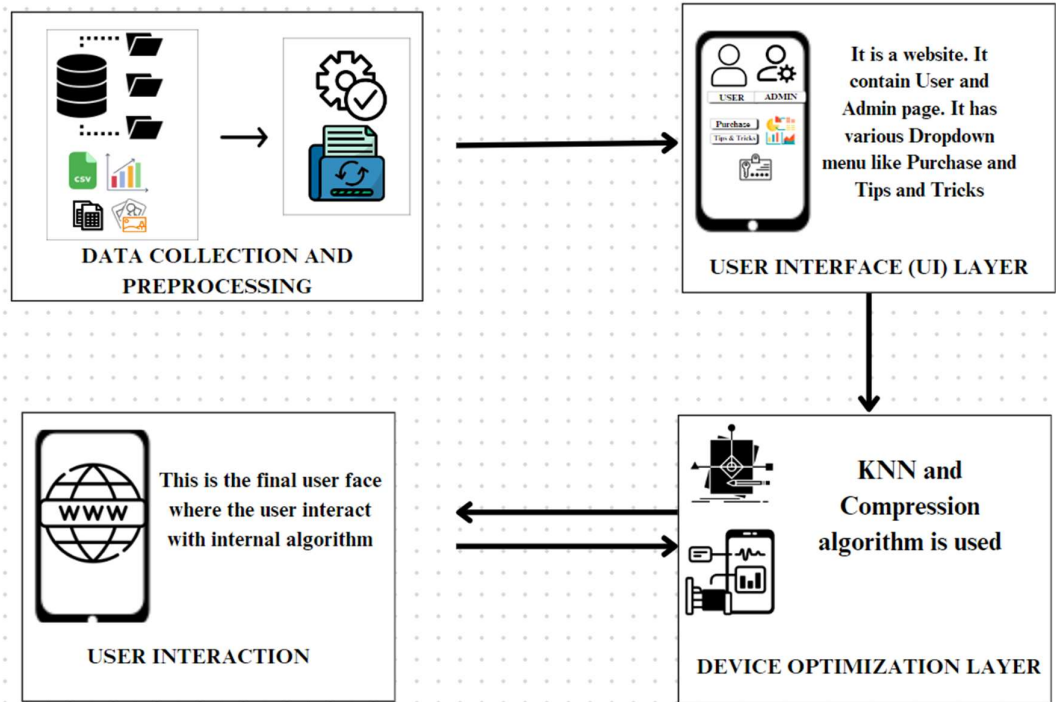 CSV
DATA COLLECTION AND
PREPROCESSING
USER ADMIN
Purchase
Tips & Tricks
It is a website. It
contain User and
Admin page. It has
various Dropdown
menu like Purchase and
Tips and Tricks
USER INTERFACE (UI) LAYER
WWW
This is the final user face
where the user interact
with internal algorithm
USER INTERACTION
KNN and
Compression
algorithm is used
DEVICE OPTIMIZATION LAYER